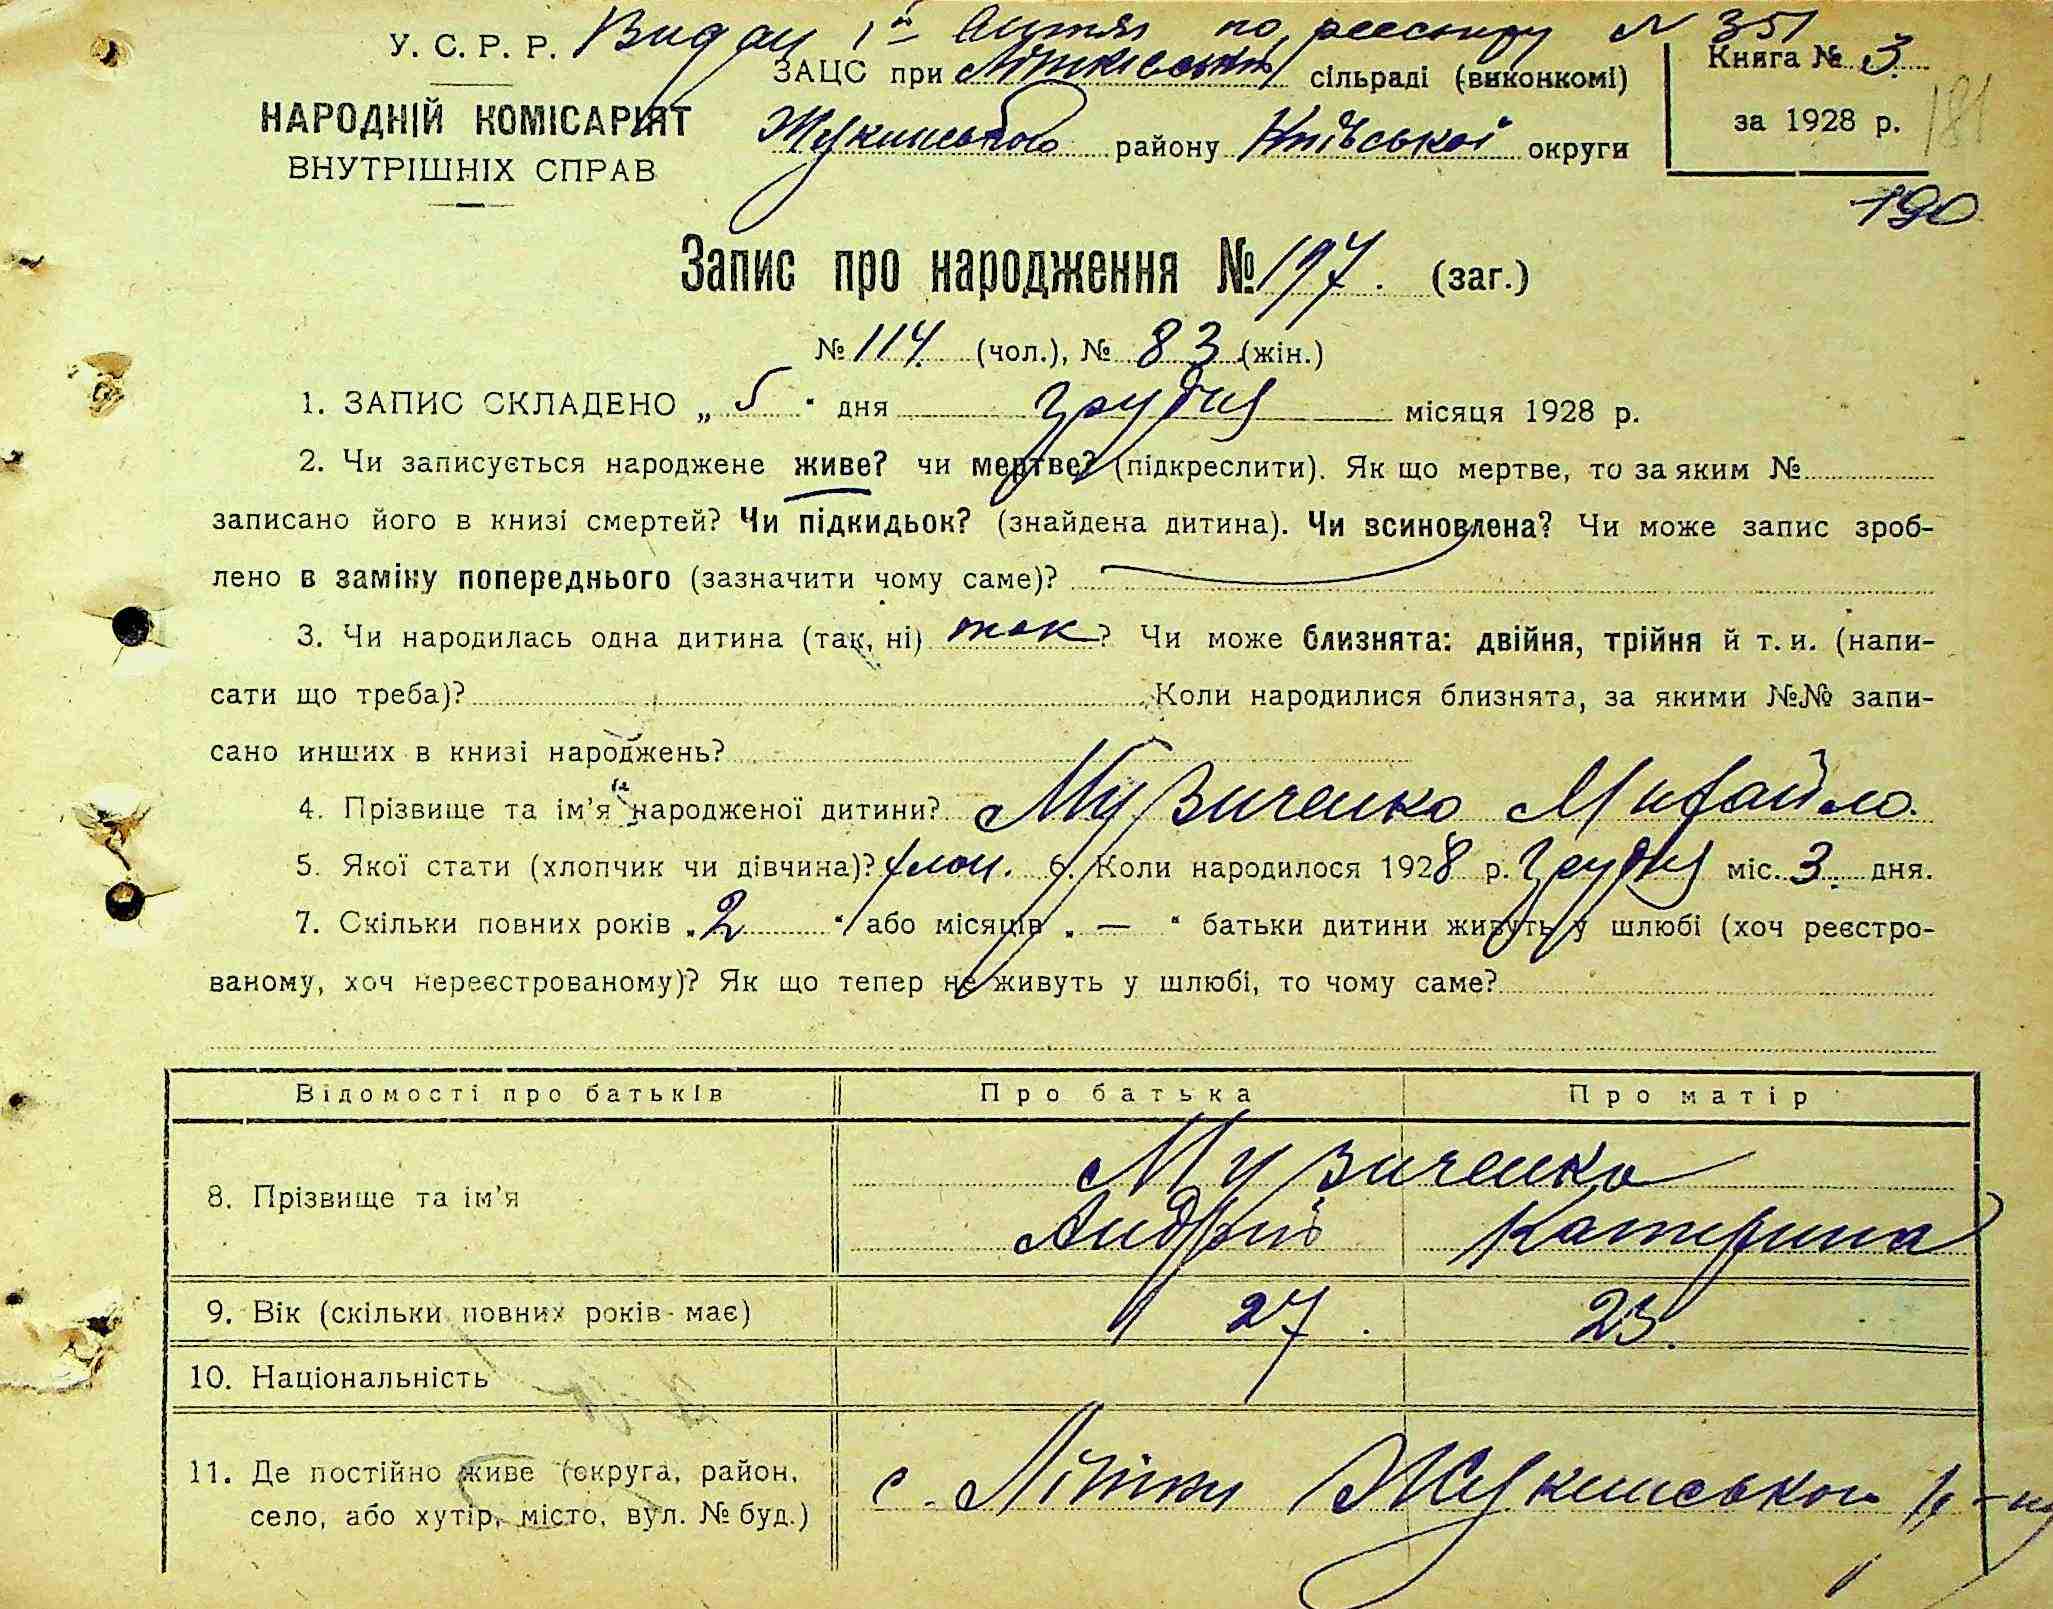 Видан 1й витяг по реєстру № 351
У. С. Р. Р.
НАРОДНІЙ КОМІСАРІЯТ
ВНУТРІШНІХ СПРАВ
ЗАЦС при Літківській сільраді (виконкомі)
Жукинського району Київської округи
Книга № 3
за 1928 р.
181
190
Запис про народження № 197. (заг.)
№ 114 (чол.), № 83 (жін.)
1. ЗАПИС СКЛАДЕНО „ 5 “ дня грудня місяця 1928 р.
2. Чи записується народжене живе? чи мертве? (підкреслити). Як що мертве, то за яким №
записано його в книзі смертей? Чи підкидьок? (знайдена дитина). Чи всиновлена? Чи може запис зроб-
лено в заміну попереднього (зазначити чому саме)?
3. Чи народилась одна дитина (так, ні) так? Чи може близнята: двійня, трійня й т. и. (напи-
сати що треба)? Коли народилися близнята, за якими №№ запи-
сано инших в книзі народжень?
4. Прізвище та ім’я народженої дитини? Музиченко Михайло.
5. Якої стати (хлопчик чи дівчина)? хлоп. 6. Коли народилося 1928 р. грудня міс. 3 дня.
7. Скільки повних років „ 2 “ або місяців „ — “ батьки дитини живуть у шлюбі (хоч реєстро-
ваному, хоч нереєстрованому)? Як що тепер не живуть у шлюбі, то чому саме?
Відомості про батьків Про батька Про матір
8. Прізвище та ім’я Музиченко
Андрій Катерина
9. Вік (скільки повних років має) 27 23.
10. Національність
11. Де постійно живе (округа, район,
село, або хутір, місто, вул. № буд.)
с. Літки Жукинського р-ну